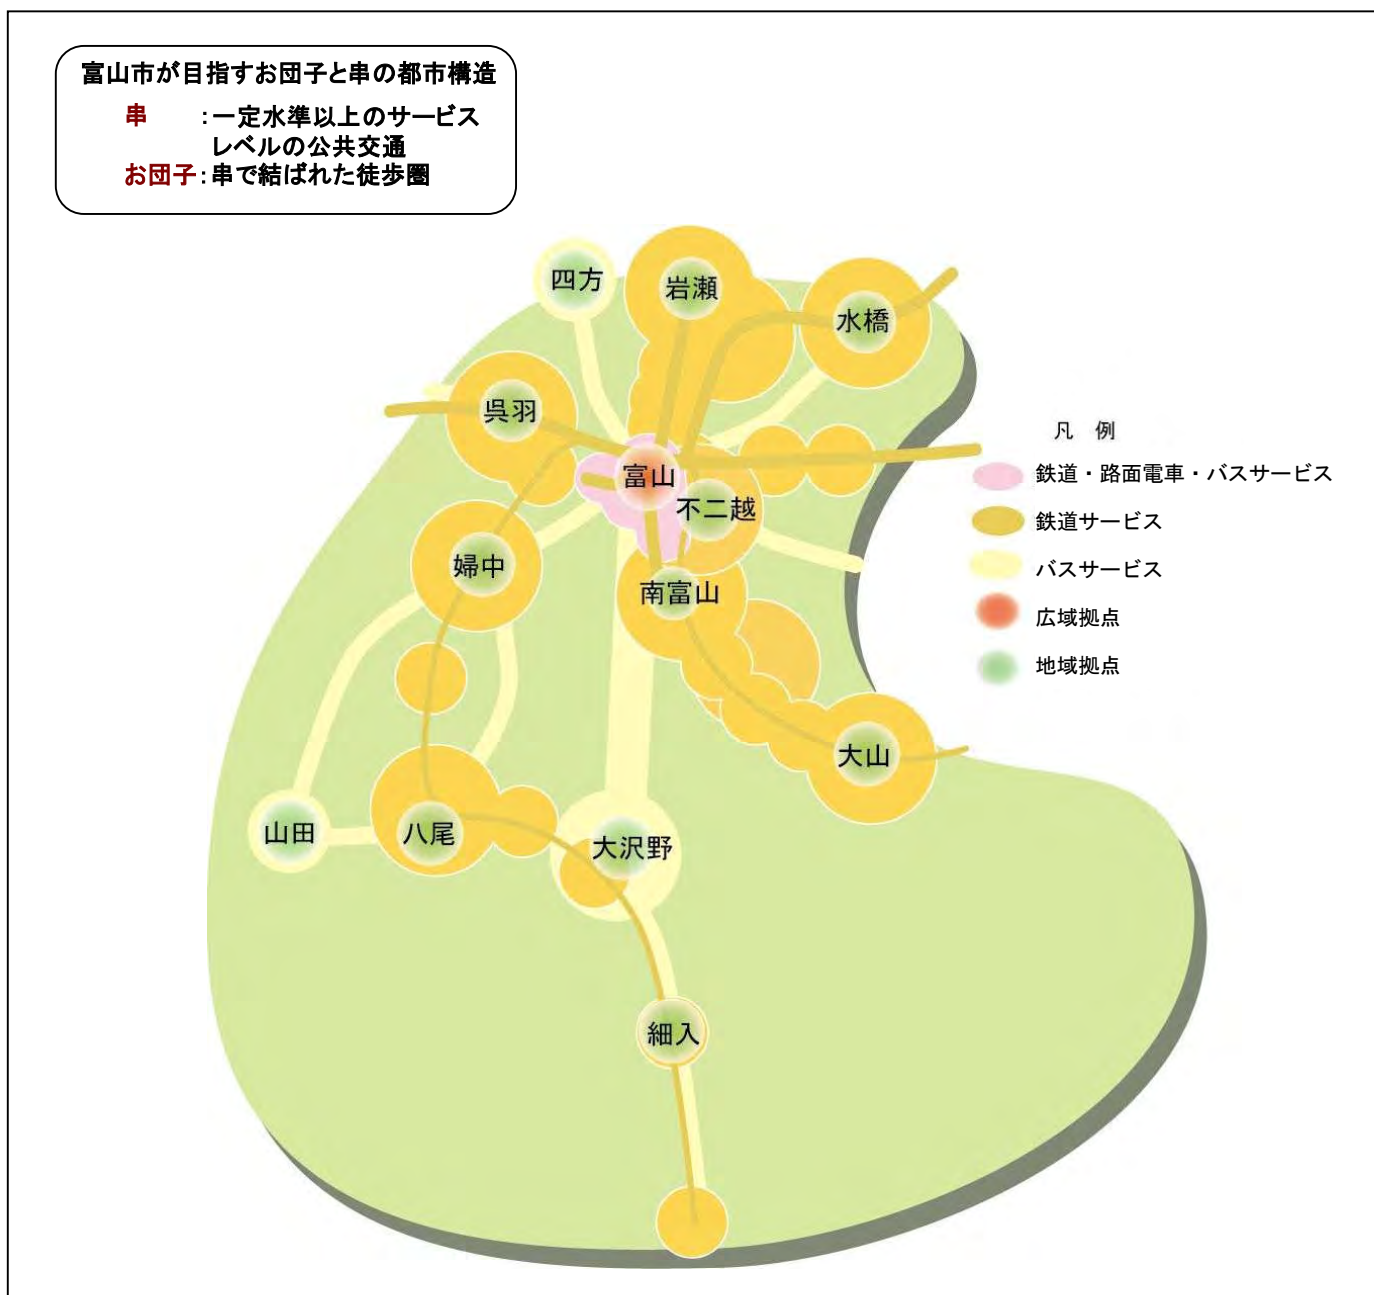 富山市が目指すお団子と串の都市構造
串　　：一定水準以上のサービス
レベルの公共交通
お団子：串で結ばれた徒歩圏
四方
岩瀬
水橋
呉羽
富山
不二越
婦中
南富山
大山
山田
八尾
大沢野
細入
凡　例
鉄道・路面電車・バスサービス
鉄道サービス
バスサービス
広域拠点
地域拠点